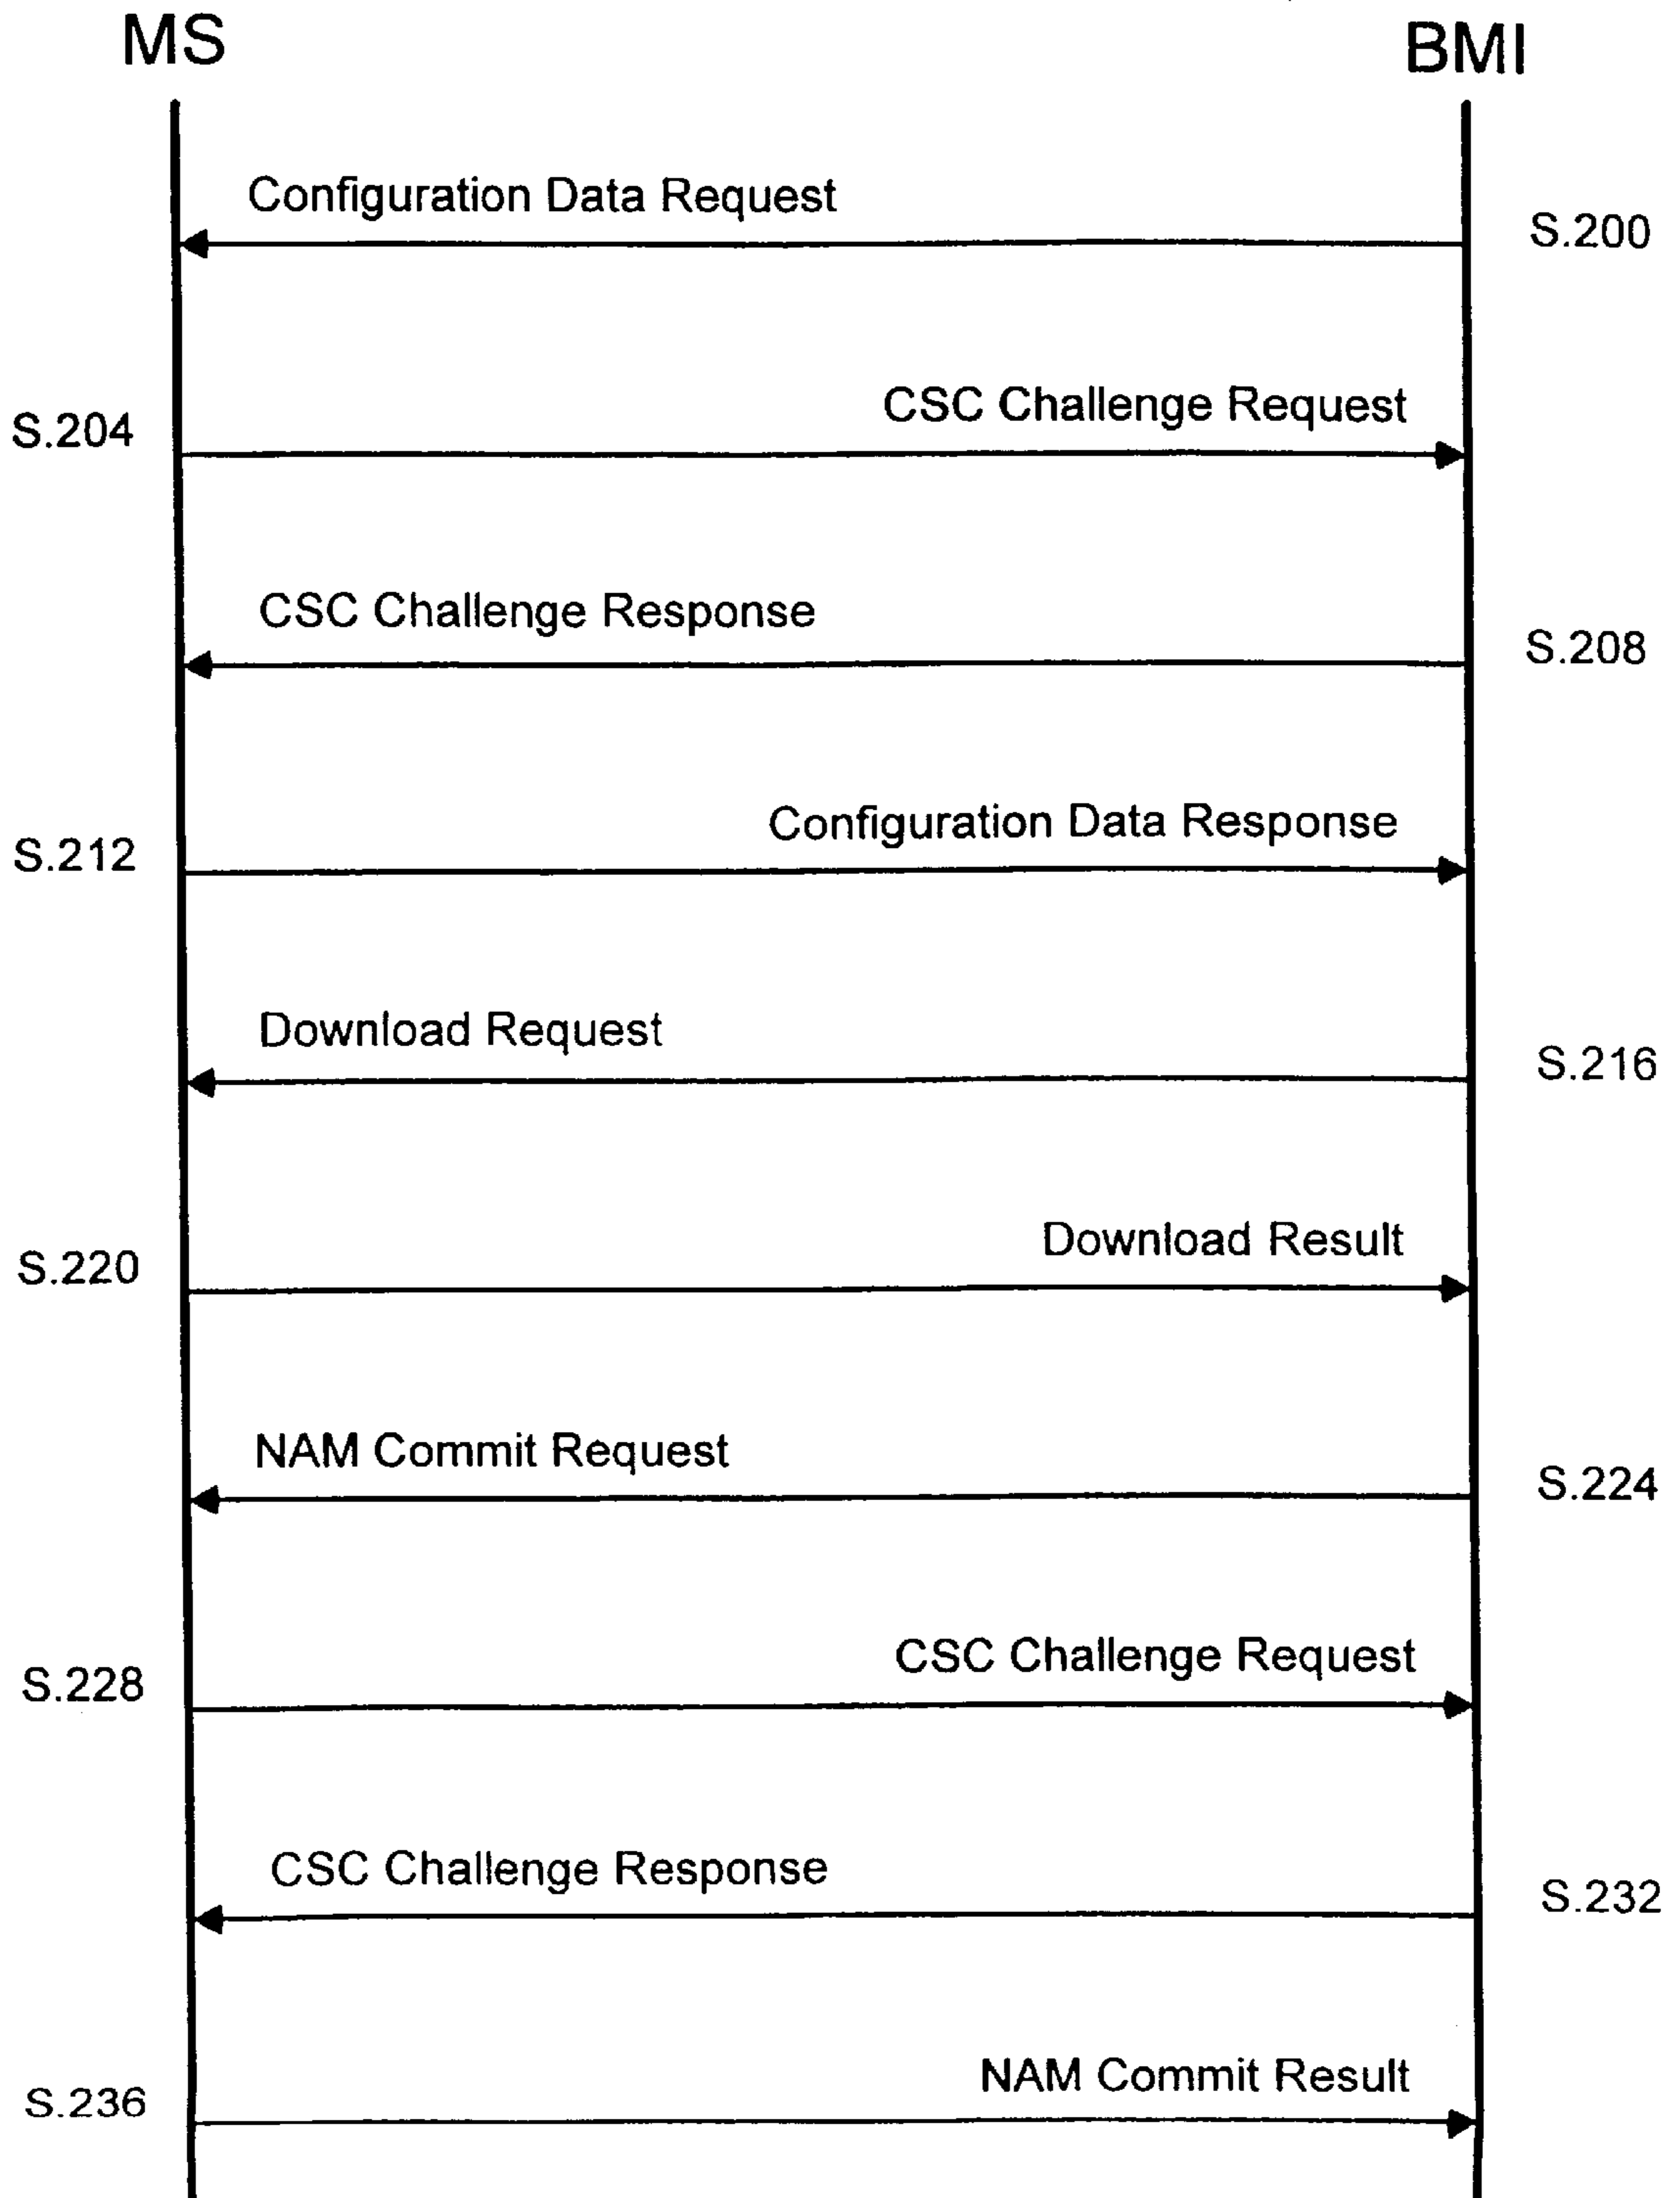 MS
BMI
Configuration Data Request
S.200
CSC Challenge Request
S.204
CSC Challenge Response
S.208
Configuration Data Response
S.212
Download Request
S.216
Download Result
S.220
NAM Commit Request
S.224
CSC Challenge Request
S.228
CSC Challenge Response
S.232
NAM Commit Result
S.236